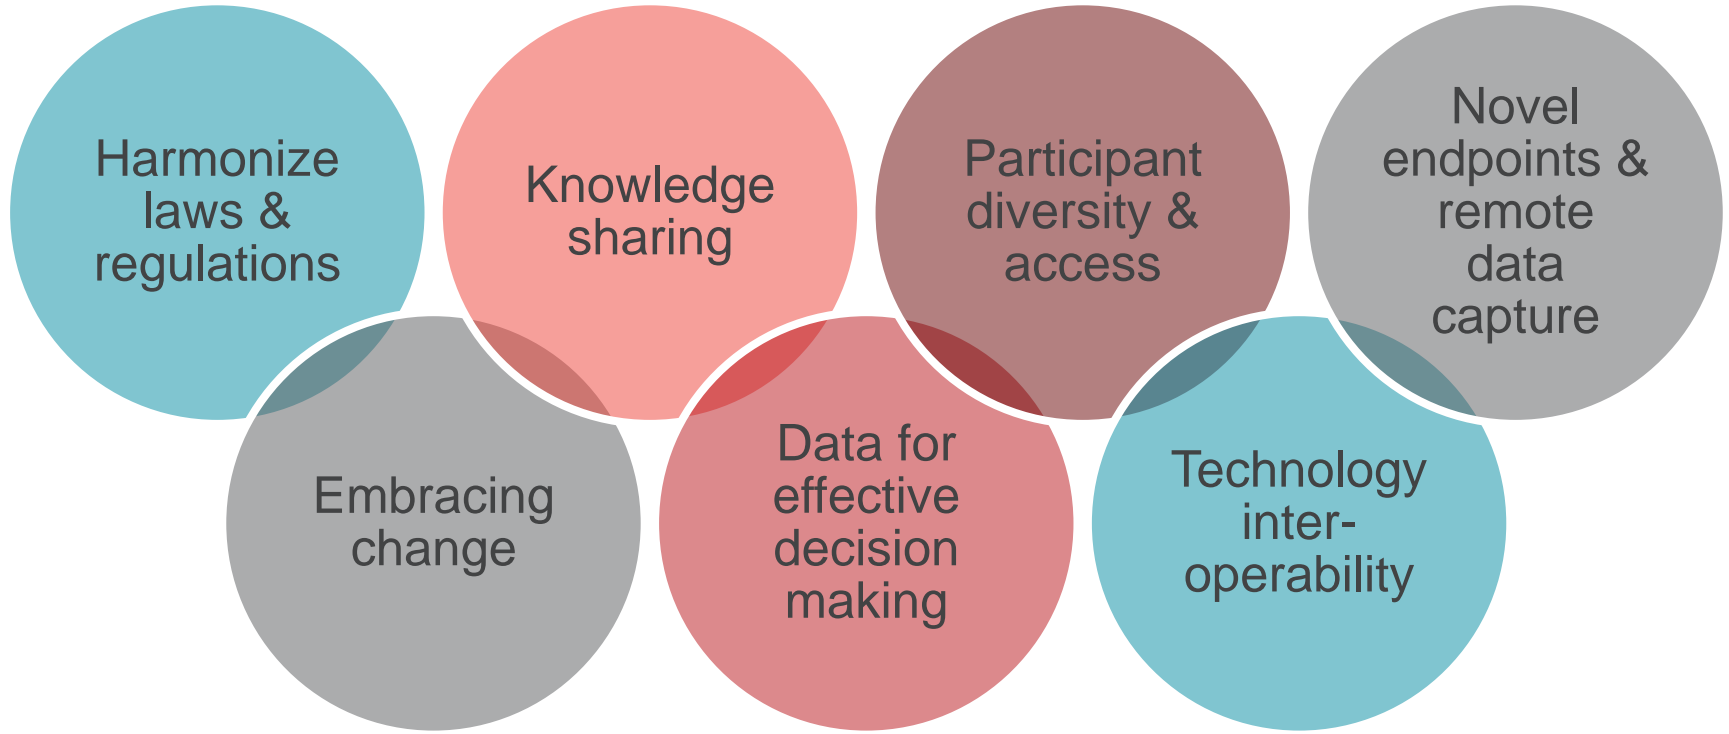 Harmonize
laws &
regulations
Knowledge
sharing
Participant
diversity &
access
Novel
endpoints &
remote
data
capture
Embracing
change
Data for
effective
decision
making
Technology
inter-
operability